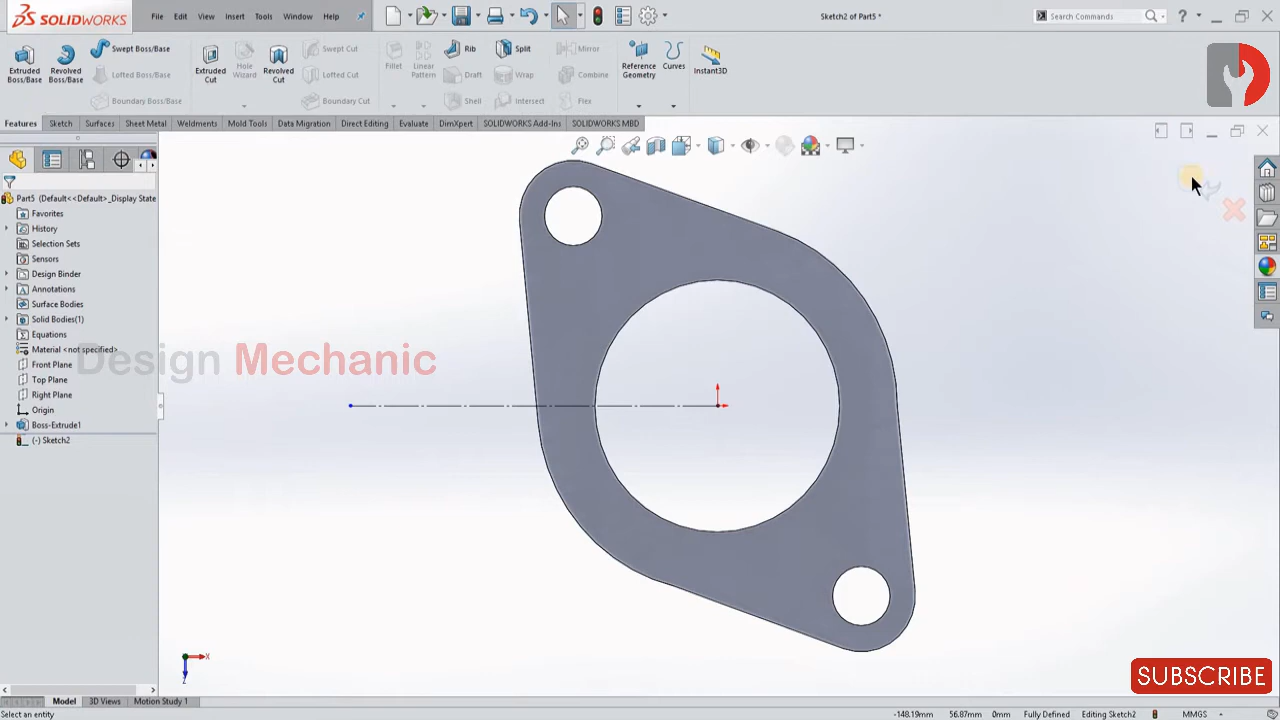 SOLIDWORKS
File Edit View Insert Tools Window Help
Sketch2 of Part5 *
Search Commands
Extruded Boss/Base
Revolved Boss/Base
Swept Boss/Base
Lofted Boss/Base
Boundary Boss/Base
Extruded Cut
Hole Wizard
Revolved Cut
Swept Cut
Lofted Cut
Boundary Cut
Fillet
Linear Pattern
Rib
Draft
Shell
Split
Wrap
Intersect
Mirror
Combine
Flex
Reference Geometry
Curves
Instant3D
Features Sketch Surfaces Sheet Metal Weldments Mold Tools Data Migration Direct Editing Evaluate DimXpert SOLIDWORKS Add-Ins SOLIDWORKS MBD
Part5 (Default<<Default>_Display State
Favorites
History
Selection Sets
Sensors
Design Binder
Annotations
Surface Bodies
Solid Bodies(1)
Equations
Material <not specified>
Design Mechanic
Front Plane
Top Plane
Right Plane
Origin
Boss-Extrude1
(-) Sketch2
X
Z
SUBSCRIBE
Model 3D Views Motion Study 1
Select an entity
-148.19mm 56.87mm 0mm Fully Defined Editing Sketch2 MMGS